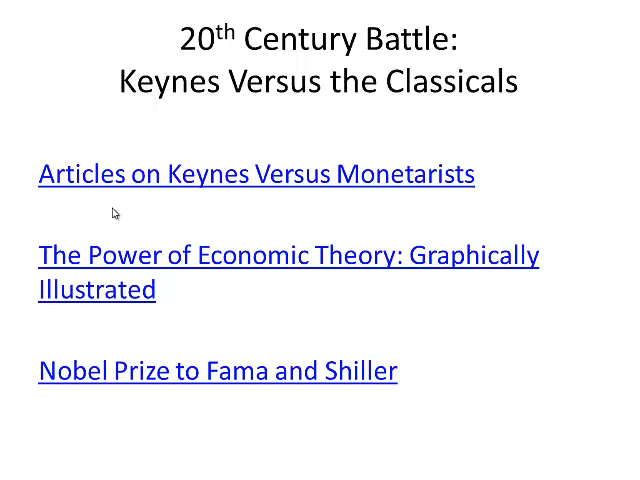 20th Century Battle:
Keynes Versus the Classicals
Articles on Keynes Versus Monetarists
The Power of Economic Theory: Graphically
Illustrated
Nobel Prize to Fama and Shiller